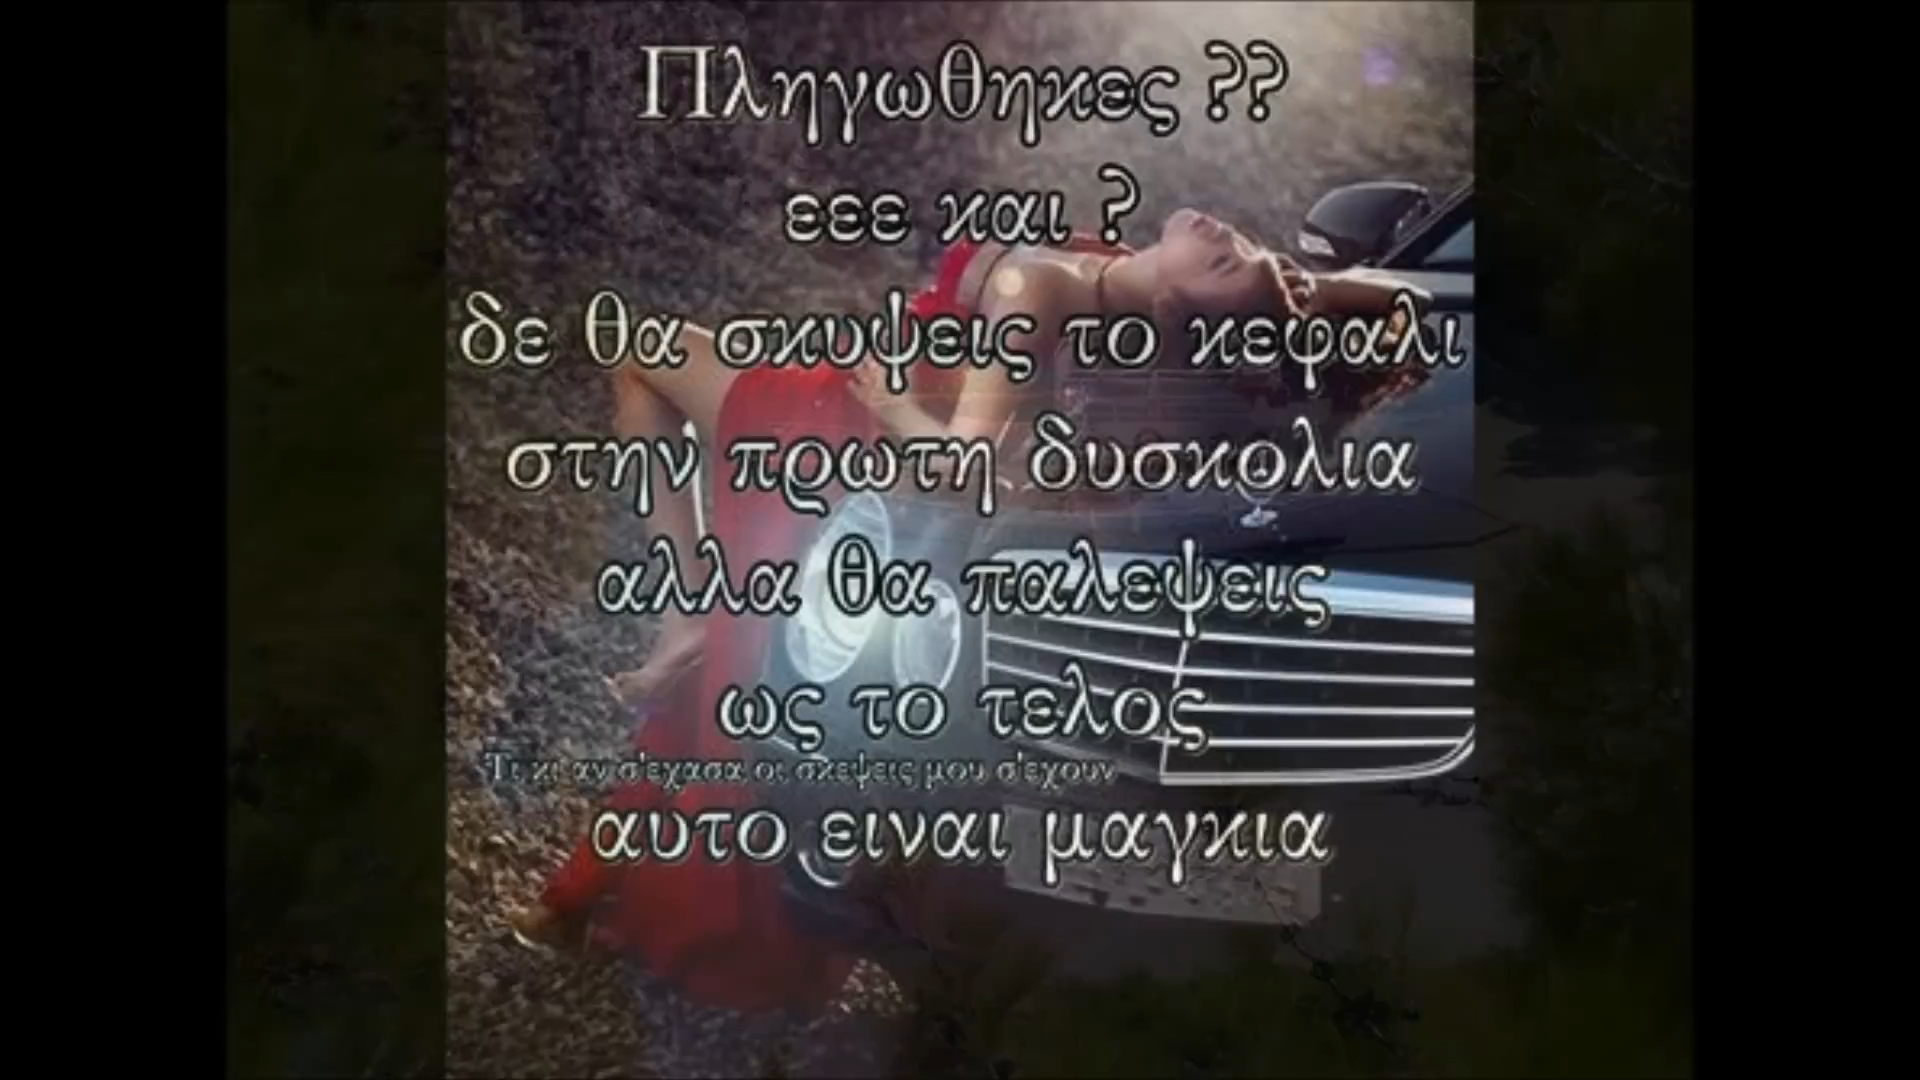 Πληγωθηκες ??
εεε και ?
δε θα σκυψεις το κεφαλι
στην πρωτη δυσκολια
αλλα θα παλεψεις
ως το τελος
Τι κι αν σ'εχασα οι σκεψεις μου σ'εχουν
αυτο ειναι μαγκια